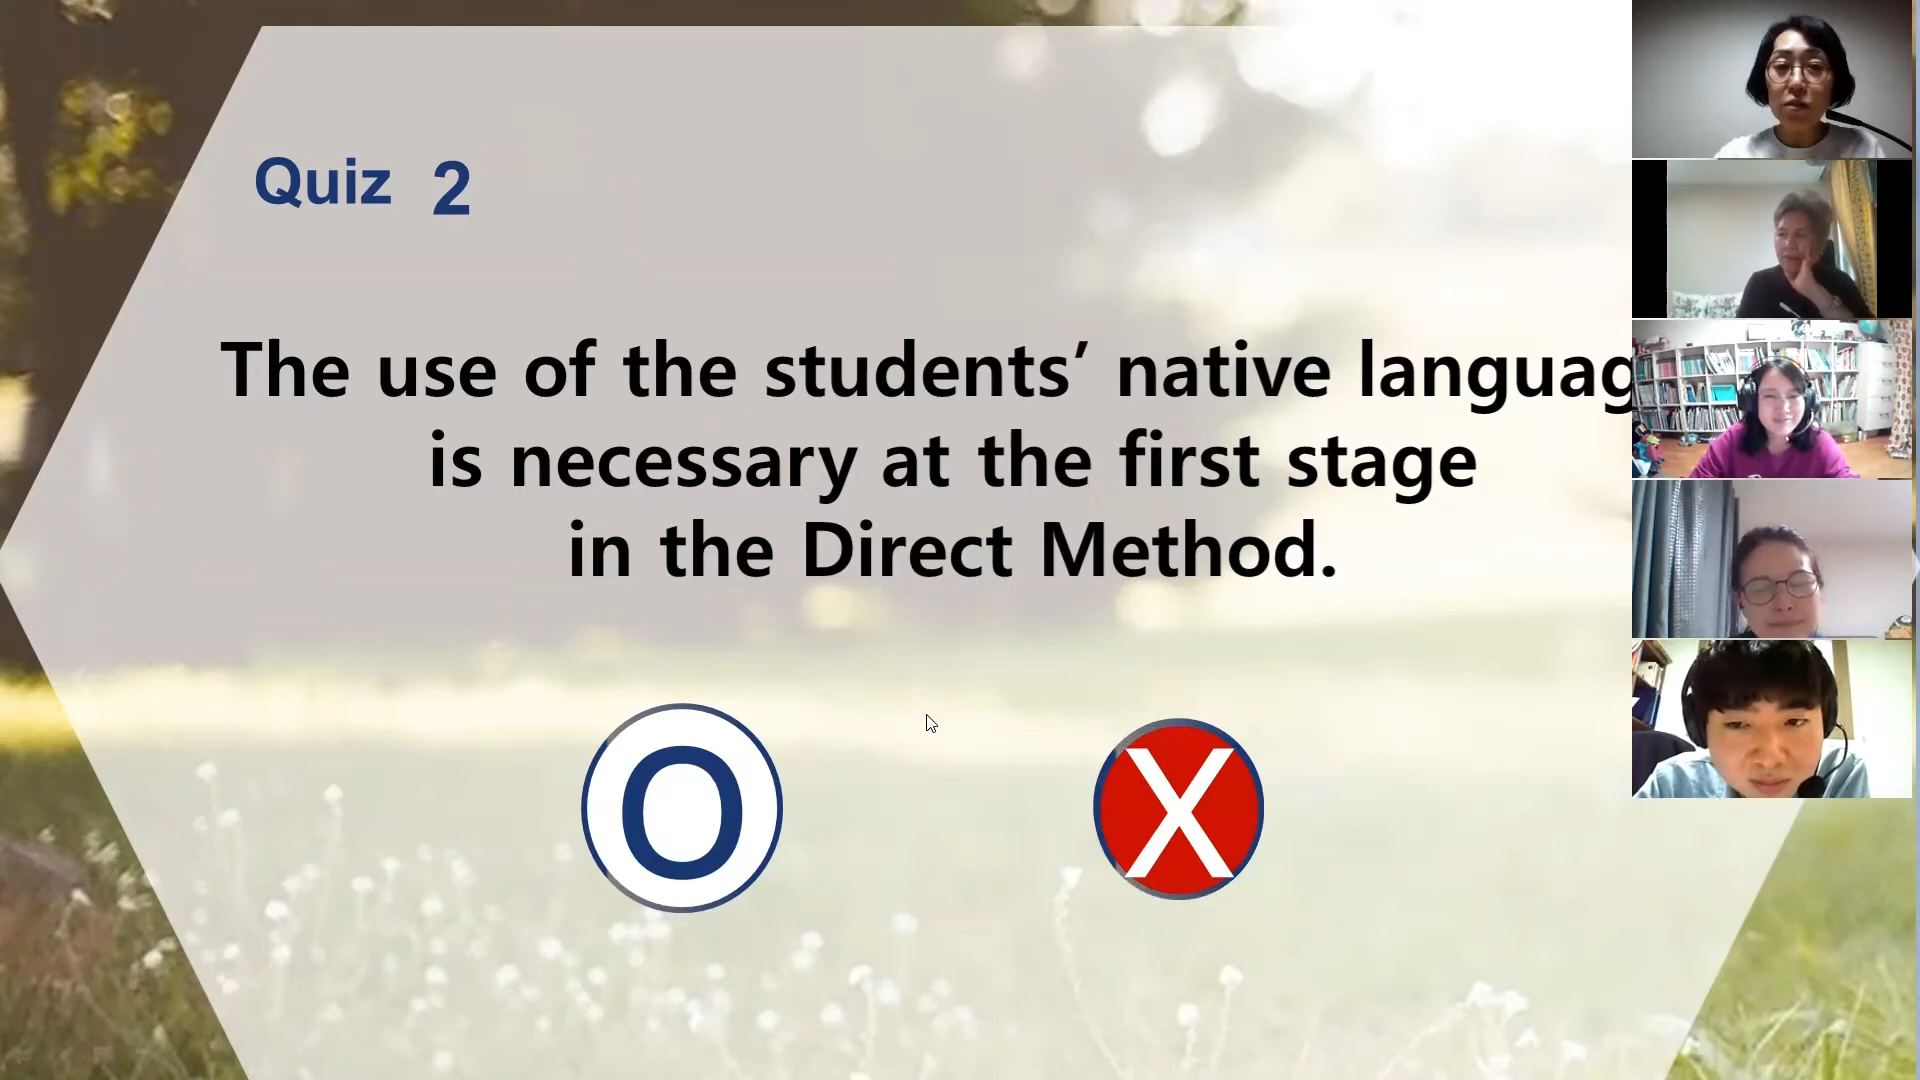 Quiz 2
The use of the students’ native languag
is necessary at the first stage
in the Direct Method.
O X